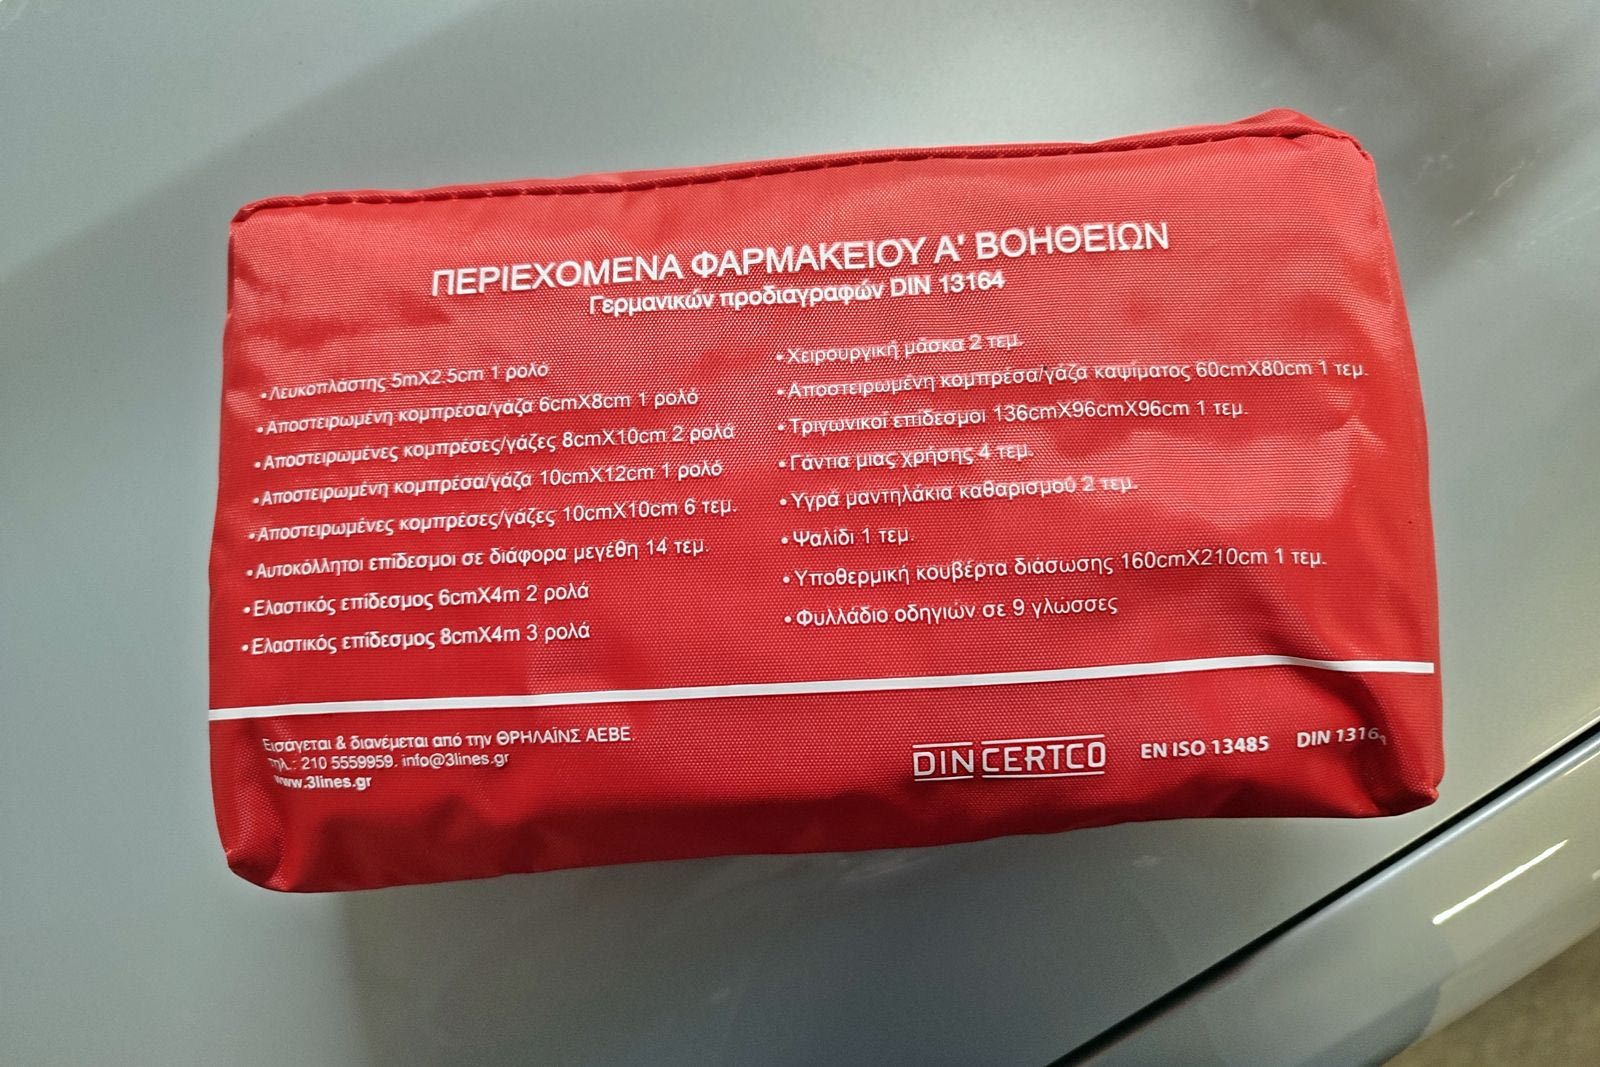 ΠΕΡΙΕΧΟΜΕΝΑ ΦΑΡΜΑΚΕΙΟΥ Α' ΒΟΗΘΕΙΩΝ
Γερμανικών προδιαγραφών DIN 13164
•Λευκοπλάστης 5mX2.5cm 1 ρολό
•Αποστειρωμένη κομπρέσα/γάζα 6cmX8cm 1 ρολό
•Αποστειρωμένες κομπρέσες/γάζες 8cmX10cm 2 ρολά
•Αποστειρωμένη κομπρέσα/γάζα 10cmX12cm 1 ρολό
•Αποστειρωμένες κομπρέσες/γάζες 10cmX10cm 6 τεμ.
•Αυτοκόλλητοι επίδεσμοι σε διάφορα μεγέθη 14 τεμ.
•Ελαστικός επίδεσμος 6cmX4m 2 ρολά
•Ελαστικός επίδεσμος 8cmX4m 3 ρολά
•Χειρουργική μάσκα 2 τεμ.
•Αποστειρωμένη κομπρέσα/γάζα καψίματος 60cmX80cm 1 τεμ.
•Τριγωνικοί επίδεσμοι 136cmX96cmX96cm 1 τεμ.
•Γάντια μιας χρήσης 4 τεμ.
•Υγρά μαντηλάκια καθαρισμού 2 τεμ.
•Ψαλίδι 1 τεμ.
•Υποθερμική κουβέρτα διάσωσης 160cmX210cm 1 τεμ.
•Φυλλάδιο οδηγιών σε 9 γλώσσες
Εισάγεται & διανέμεται από την ΘΡΗΛΑΪΝΣ ΑΕΒΕ.
τηλ.: 210 5559959. info@3lines.gr
www.3lines.gr
DIN CERTCO
EN ISO 13485
DIN 13164